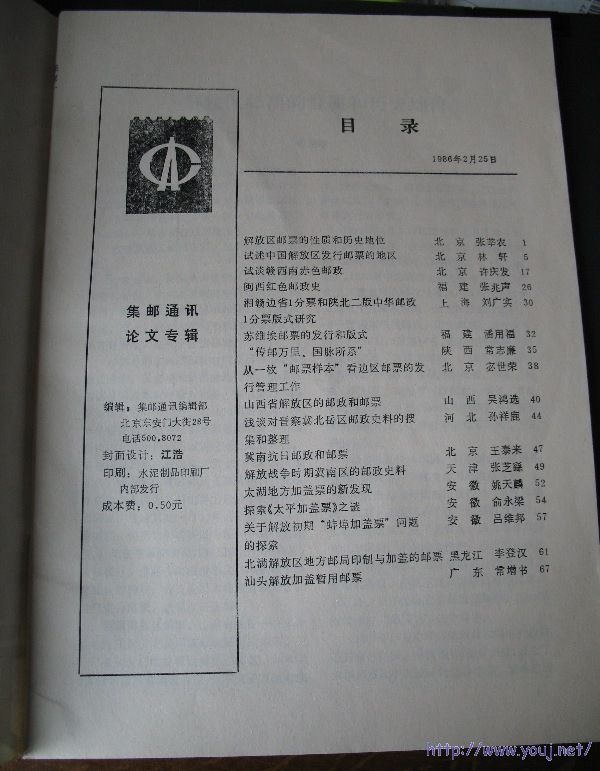 目 录
1986年2月25日
解放区邮票的性质和历史地位 北 京 张莘农 1
试述中国解放区发行邮票的地区 北 京 林 轩 5
试谈赣西南赤色邮政 北 京 许庆发 17
闽西红色邮政史 福 建 张兆声 26
湘赣边省1分票和陕北二版中华邮政 上 海 刘广实 30
1分票版式研究
苏维埃邮票的发行和版式 福 建 潘用福 32
“传邮万里、国脉所系” 陕 西 常志廉 35
从一枚“邮票样本”看边区邮票的发 北 京 宓世荣 38
行管理工作
山西省解放区的邮政和邮票 山 西 吴鸿选 40
浅谈对晋察冀北岳区邮政史料的搜 河 北 孙祥鹿 44
集和整理
冀南抗日邮政和邮票 北 京 王泰来 47
解放战争时期冀南区的邮政史料 天 津 张芝 49
太湖地方加盖票的新发现 安 徽 姚天麟 52
探索《太平加盖票》之谜 安 徽 俞永梁 54
关于解放初期“蚌埠加盖票”问题 安 徽 吕维邦 57
的探索
北满解放区地方邮局印制与加盖的邮票 黑龙江 李登汉 61
汕头解放加盖暂用邮票 广 东 常增书 67
集邮通讯
论文专辑
编辑：集邮通讯编辑部
北京东安门大街28号
电话500.8072
封面设计：江浩
印刷：水泥制品印刷厂
内部发行
成本费：0.50元
http://www.youj.net/